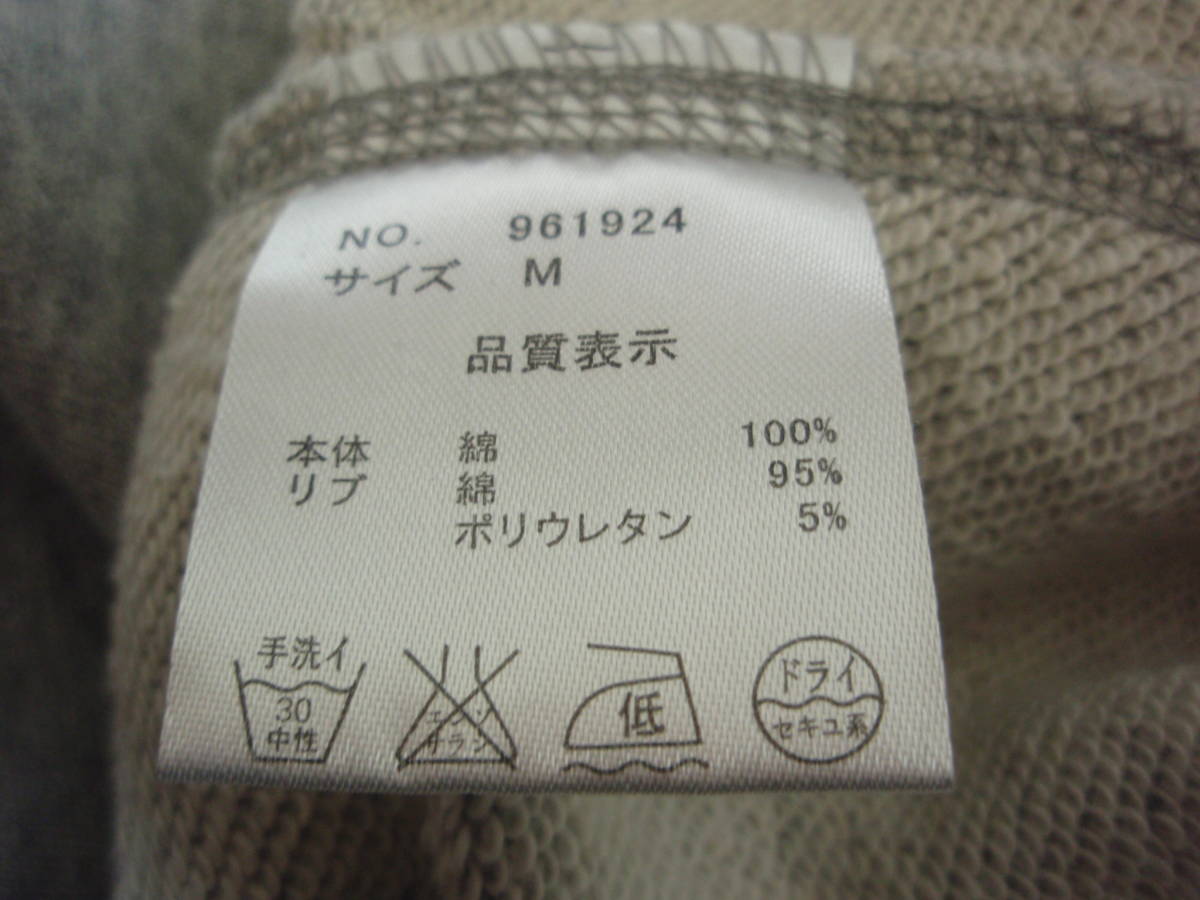 NO. 961924
サイズ M
品質表示
本体 綿 100%
リブ 綿 95%
ポリウレタン 5%
手洗イ
30
中性
エンソ
サラシ
低
ドライ
セキユ系